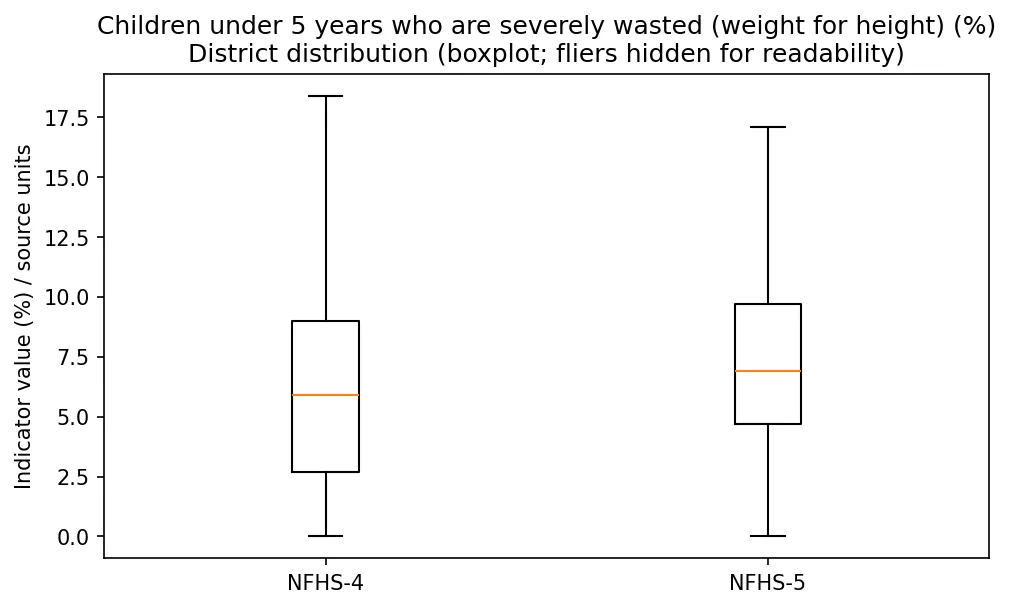 Children under 5 years who are severely wasted (weight for height) (%)
District distribution (boxplot; fliers hidden for readability)
Indicator value (%) / source units
17.5
15.0
12.5
10.0
7.5
5.0
2.5
0.0
NFHS-4
NFHS-5